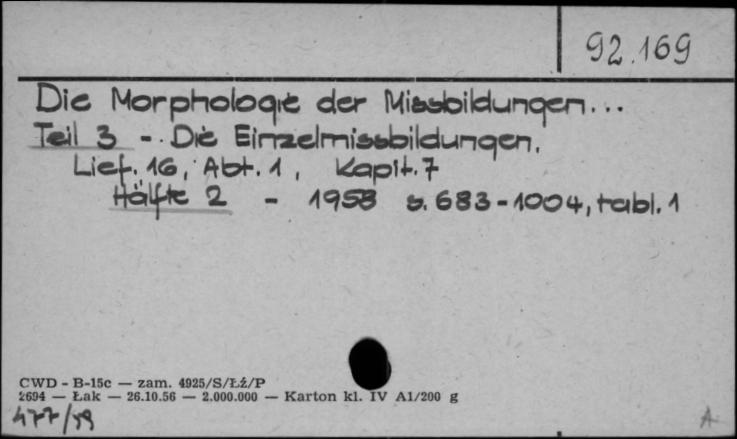 92.169
Die Morphologie der Missbildungen...
Teil 3 - Die Einzelmissbildungen.
Lief. 16, Abt. 1, Kapit. 7
Hälfte 2 - 1958 s. 683-1004, tabl. 1
CWD - B-15c — zam. 4925/S/Łź/P
2694 — Łak — 26.10.56 — 2.000.000 — Karton kl. IV A1/200 g
477/59
A